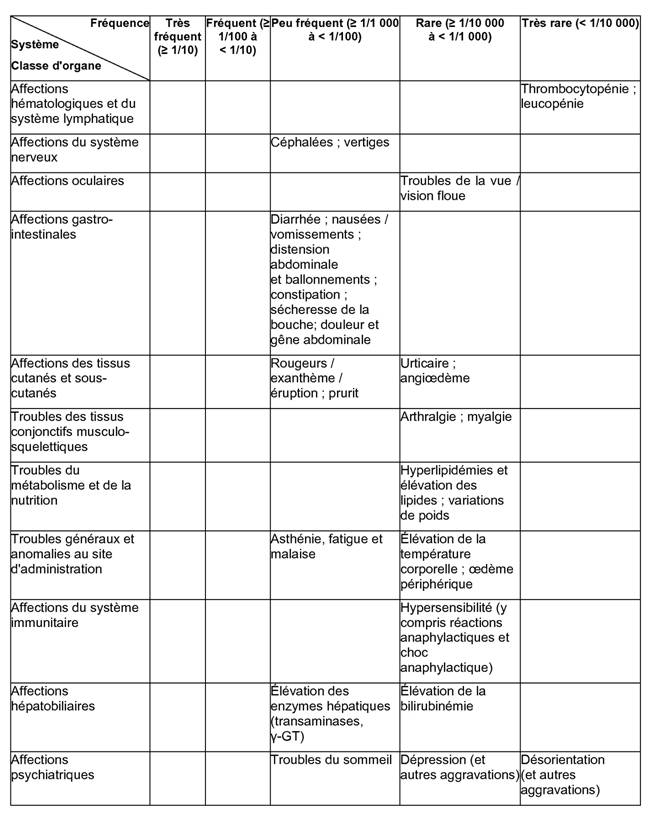 Fréquence
Système
Classe d'organe
Très
fréquent
(≥ 1/10)
Fréquent (≥
1/100 à
< 1/10)
Peu fréquent (≥ 1/1 000
à < 1/100)
Rare (≥ 1/10 000
à < 1/1 000)
Très rare (< 1/10 000)
Affections
hématologiques et du
système lymphatique
Thrombocytopénie ;
leucopénie
Affections du système
nerveux
Céphalées ; vertiges
Affections oculaires
Troubles de la vue /
vision floue
Affections gastro-
intestinales
Diarrhée ; nausées /
vomissements ;
distension
abdominale
et ballonnements ;
constipation ;
sécheresse de la
bouche; douleur et
gêne abdominale
Affections des tissus
cutanés et sous-
cutanés
Rougeurs /
exanthème /
éruption ; prurit
Urticaire ;
angiœdème
Troubles des tissus
conjonctifs musculo-
squelettiques
Arthralgie ; myalgie
Troubles du
métabolisme et de la
nutrition
Hyperlipidémies et
élévation des
lipides ; variations
de poids
Troubles généraux et
anomalies au site
d'administration
Asthénie, fatigue et
malaise
Élévation de la
température
corporelle ; œdème
périphérique
Affections du système
immunitaire
Hypersensibilité (y
compris réactions
anaphylactiques et
choc
anaphylactique)
Affections
hépatobiliaires
Élévation des
enzymes hépatiques
(transaminases,
γ-GT)
Élévation de la
bilirubinémie
Affections
psychiatriques
Troubles du sommeil
Dépression (et
autres aggravations)
Désorientation
(et autres
aggravations)